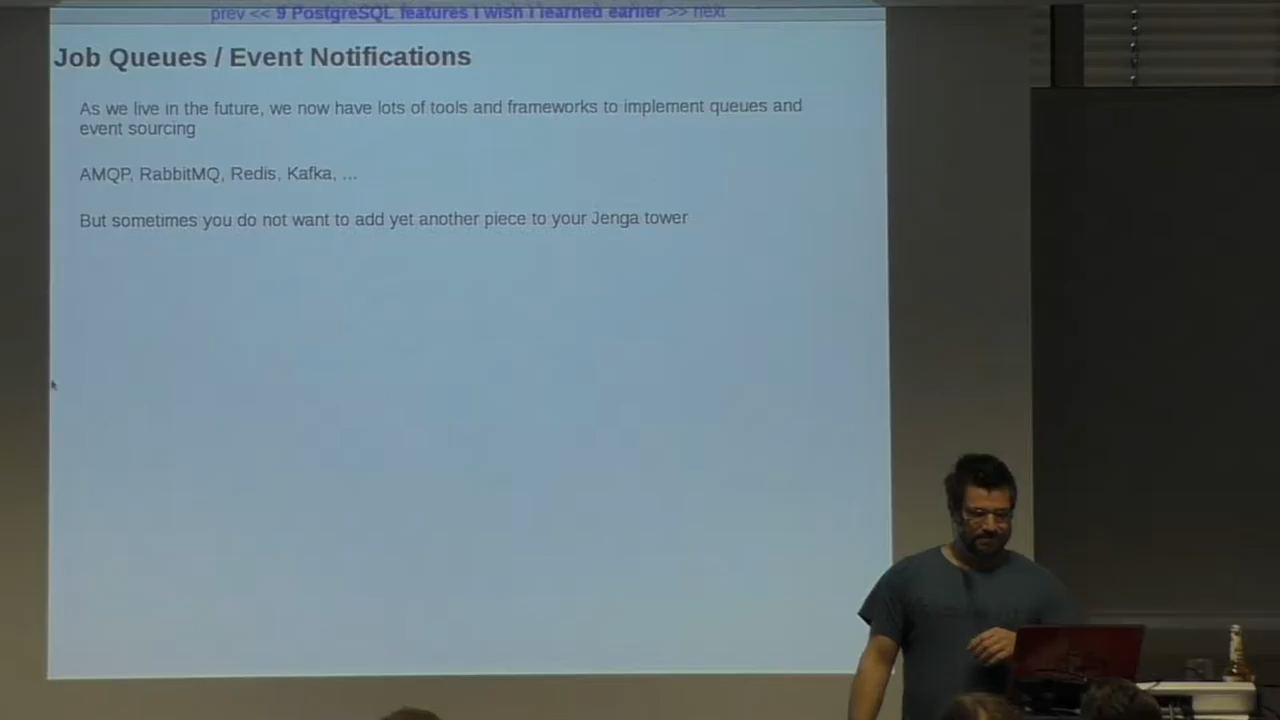 prev << 9 PostgreSQL features I wish I learned earlier >> next
Job Queues / Event Notifications
As we live in the future, we now have lots of tools and frameworks to implement queues and
event sourcing
AMQP, RabbitMQ, Redis, Kafka, ...
But sometimes you do not want to add yet another piece to your Jenga tower